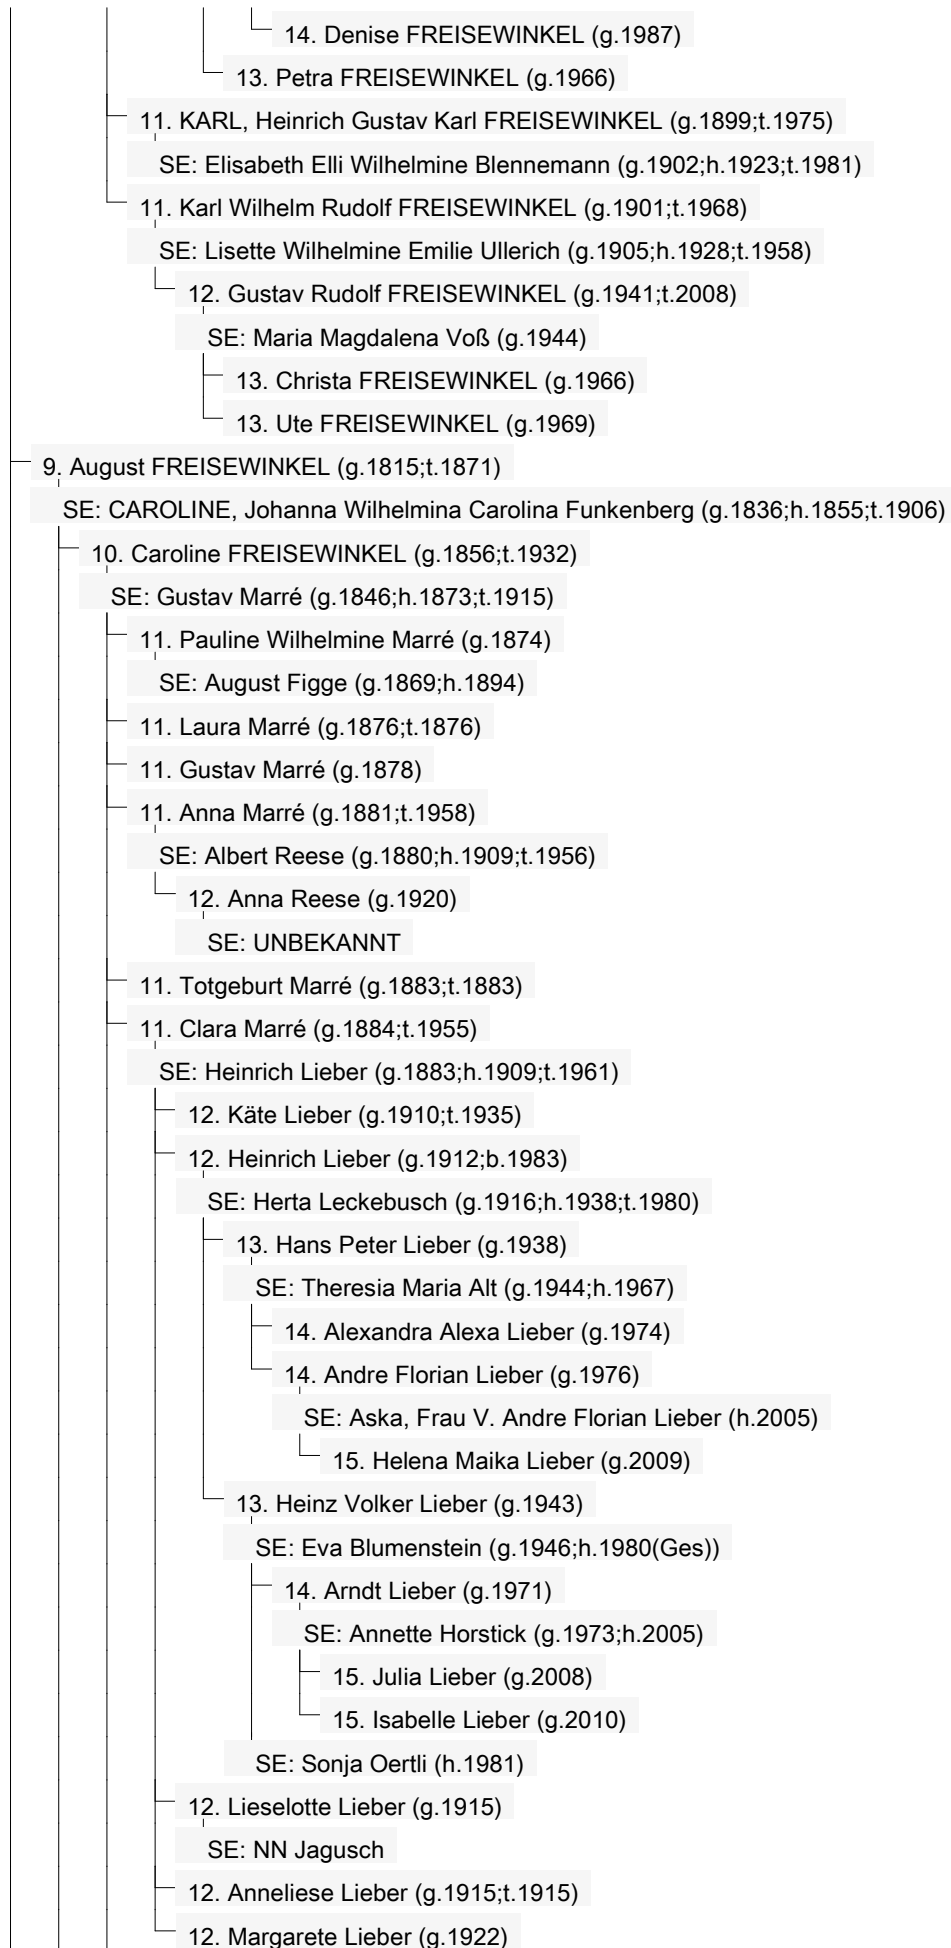 14. Denise FREISEWINKEL (g.1987)
13. Petra FREISEWINKEL (g.1966)
11. KARL, Heinrich Gustav Karl FREISEWINKEL (g.1899;t.1975)
SE: Elisabeth Elli Wilhelmine Blennemann (g.1902;h.1923;t.1981)
11. Karl Wilhelm Rudolf FREISEWINKEL (g.1901;t.1968)
SE: Lisette Wilhelmine Emilie Ullerich (g.1905;h.1928;t.1958)
12. Gustav Rudolf FREISEWINKEL (g.1941;t.2008)
SE: Maria Magdalena Voß (g.1944)
13. Christa FREISEWINKEL (g.1966)
13. Ute FREISEWINKEL (g.1969)
9. August FREISEWINKEL (g.1815;t.1871)
SE: CAROLINE, Johanna Wilhelmina Carolina Funkenberg (g.1836;h.1855;t.1906)
10. Caroline FREISEWINKEL (g.1856;t.1932)
SE: Gustav Marré (g.1846;h.1873;t.1915)
11. Pauline Wilhelmine Marré (g.1874)
SE: August Figge (g.1869;h.1894)
11. Laura Marré (g.1876;t.1876)
11. Gustav Marré (g.1878)
11. Anna Marré (g.1881;t.1958)
SE: Albert Reese (g.1880;h.1909;t.1956)
12. Anna Reese (g.1920)
SE: UNBEKANNT
11. Totgeburt Marré (g.1883;t.1883)
11. Clara Marré (g.1884;t.1955)
SE: Heinrich Lieber (g.1883;h.1909;t.1961)
12. Käte Lieber (g.1910;t.1935)
12. Heinrich Lieber (g.1912;b.1983)
SE: Herta Leckebusch (g.1916;h.1938;t.1980)
13. Hans Peter Lieber (g.1938)
SE: Theresia Maria Alt (g.1944;h.1967)
14. Alexandra Alexa Lieber (g.1974)
14. Andre Florian Lieber (g.1976)
SE: Aska, Frau V. Andre Florian Lieber (h.2005)
15. Helena Maika Lieber (g.2009)
13. Heinz Volker Lieber (g.1943)
SE: Eva Blumenstein (g.1946;h.1980(Ges))
14. Arndt Lieber (g.1971)
SE: Annette Horstick (g.1973;h.2005)
15. Julia Lieber (g.2008)
15. Isabelle Lieber (g.2010)
SE: Sonja Oertli (h.1981)
12. Lieselotte Lieber (g.1915)
SE: NN Jagusch
12. Anneliese Lieber (g.1915;t.1915)
12. Margarete Lieber (g.1922)